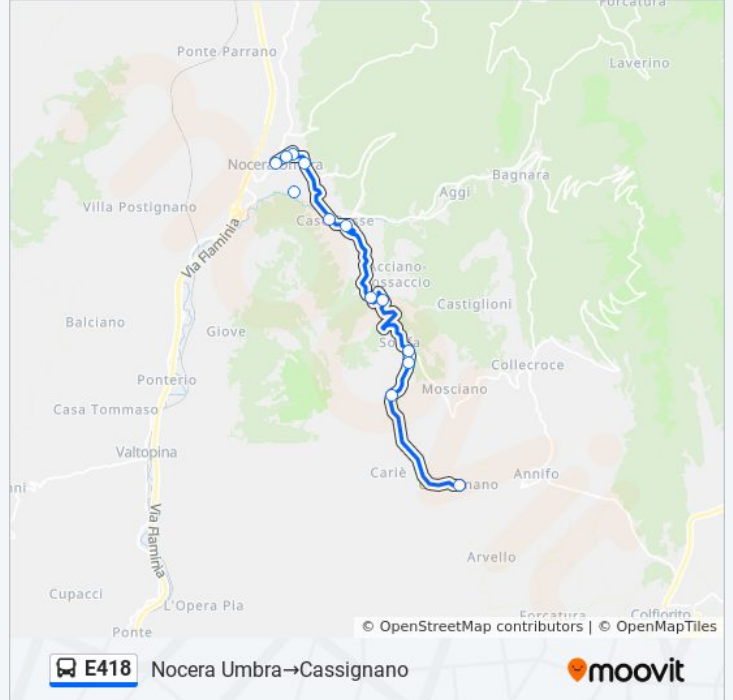 Forcatura
Ponte Parrano
Laverino
Nocera Umbra
Bagnara
Aggi
Villa Postignano
Via Flaminia
Acciano-
Castiglioni
Balciano
Giove
Collecroce
Ponterio
Mosciano
Casa Tommaso
Valtopina
Cariè
Annifo
Via Flaminia
Arvello
Cupacci
L'Opera Pia
Forcatura
Colfiorito
Ponte
© OpenStreetMap contributors | © OpenMapTiles
E418 Nocera Umbra→Cassignano
moovit